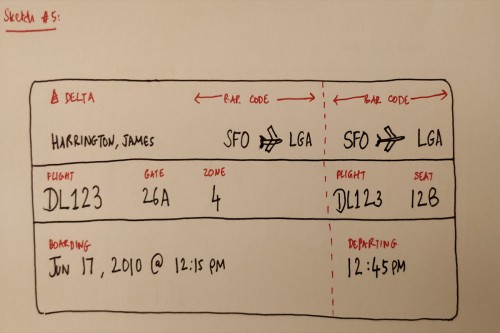 Sketch #5:
DELTA
BAR CODE
BAR CODE
HARRINGTON, JAMES
SFO LGA
SFO LGA
FLIGHT GATE ZONE
DL123 26A 4
FLIGHT SEAT
DL123 12B
BOARDING
JUN 17, 2010 @ 12:15 PM
DEPARTING
12:45 PM